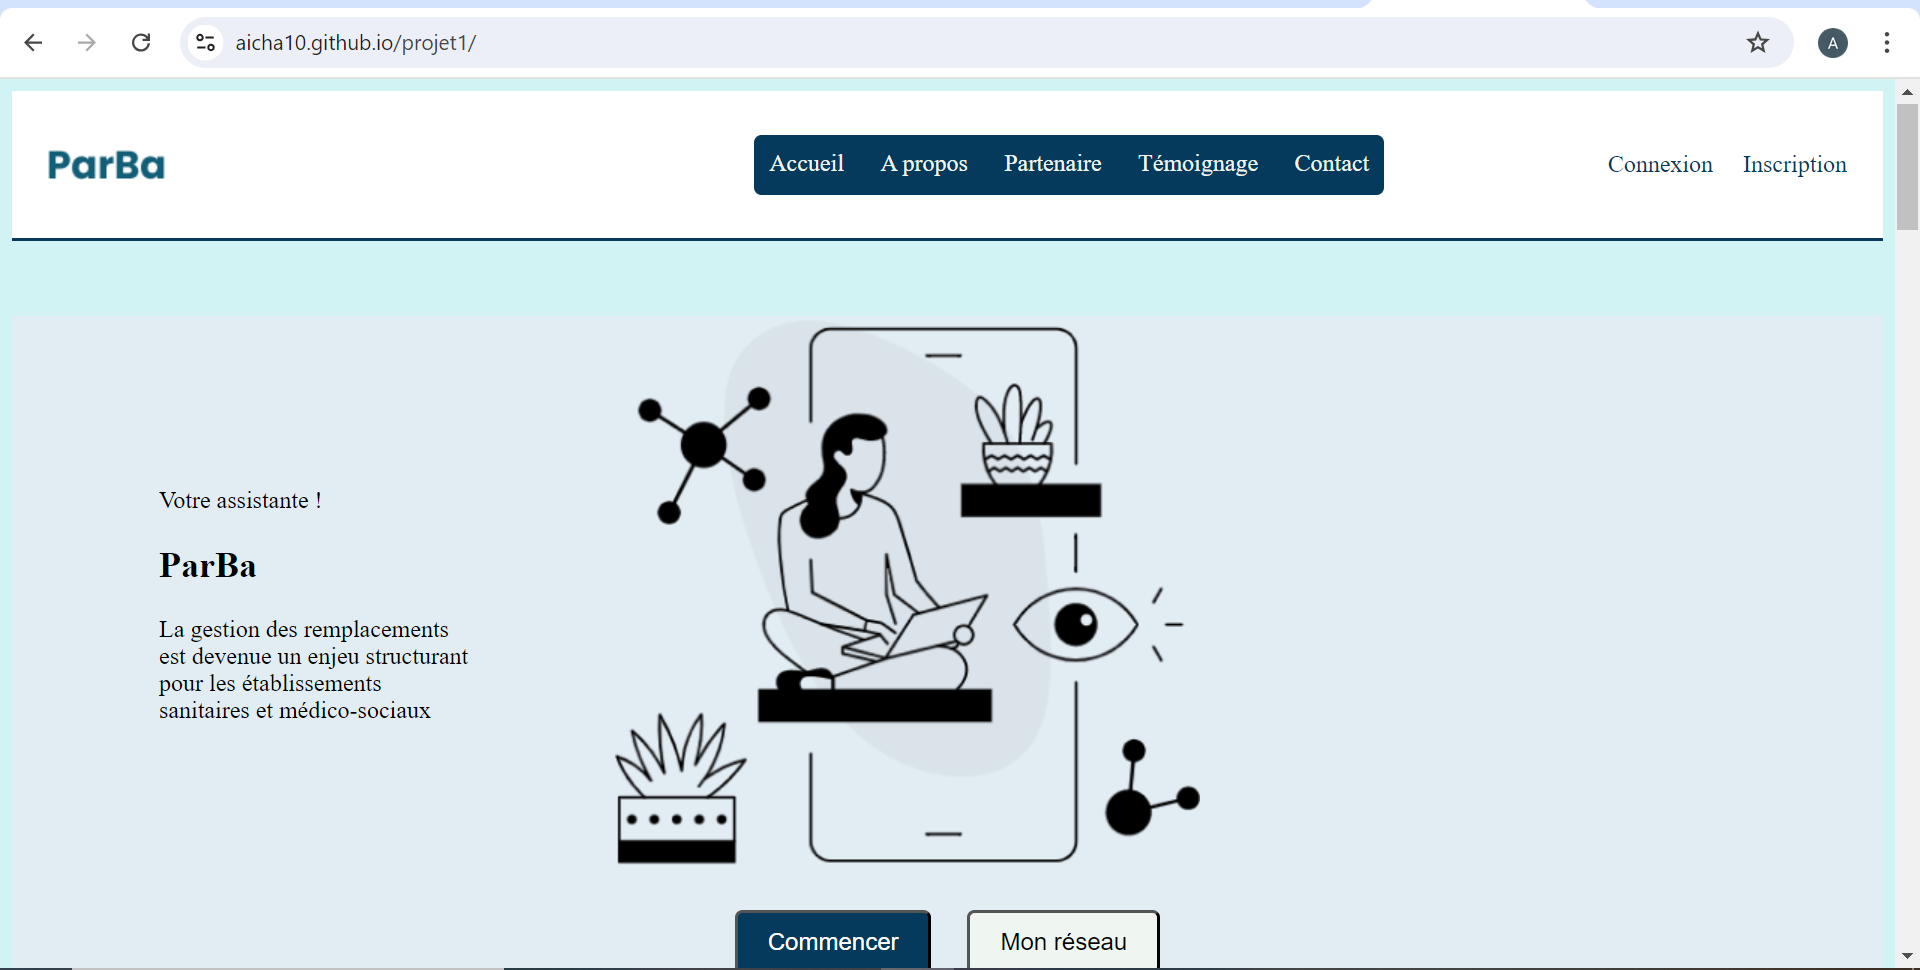 aicha10.github.io/projet1/
A
ParBa
Accueil A propos Partenaire Témoignage Contact
Connexion Inscription
Votre assistante !
ParBa
La gestion des remplacements
est devenue un enjeu structurant
pour les établissements
sanitaires et médico-sociaux
Commencer
Mon réseau